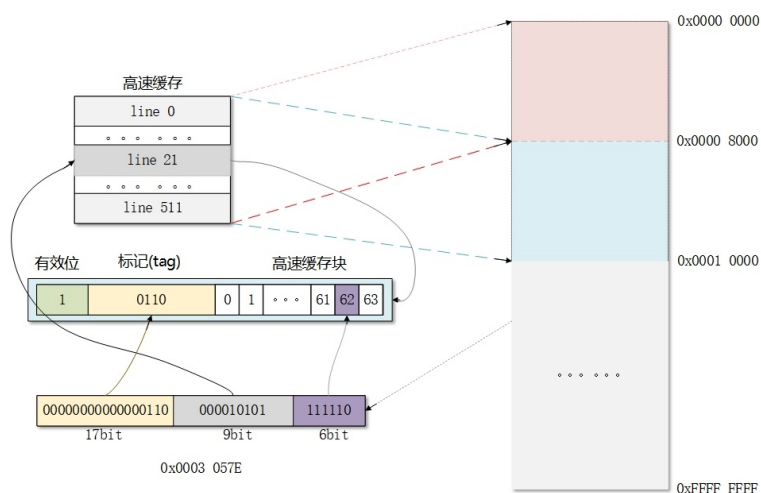 0x0000 0000
高速缓存
line 0
。。。 。。。
0x0000 8000
line 21
。。。 。。。
line 511
0x0001 0000
有效位 标记(tag) 高速缓存块
1 0110 0 1 。。。 61 62 63
。。。 。。。
00000000000000110 000010101 111110
17bit 9bit 6bit
0x0003 057E
0xFFFF FFFF